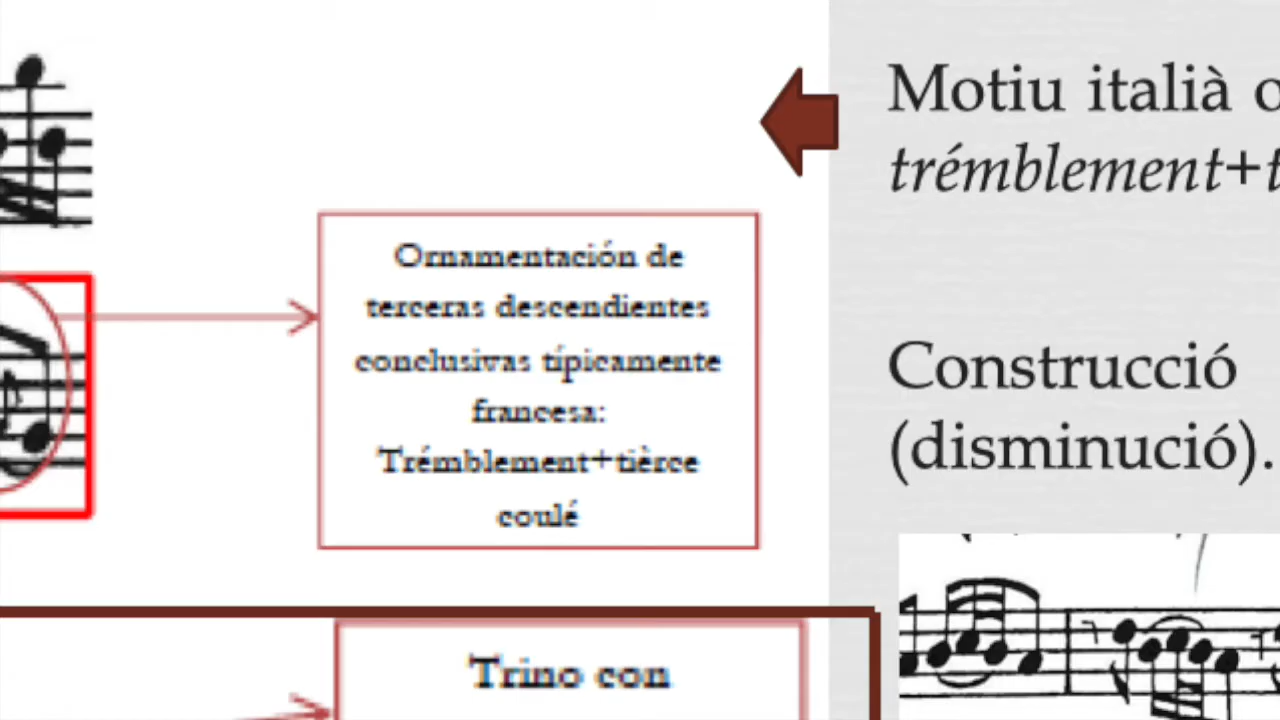 Motiu italià
trémblement+
Ornamentación de
terceras descendientes
conclusivas típicamente
francesa:
Trémblement+tièrce
coulé
Construcció
(disminució).
Trino con